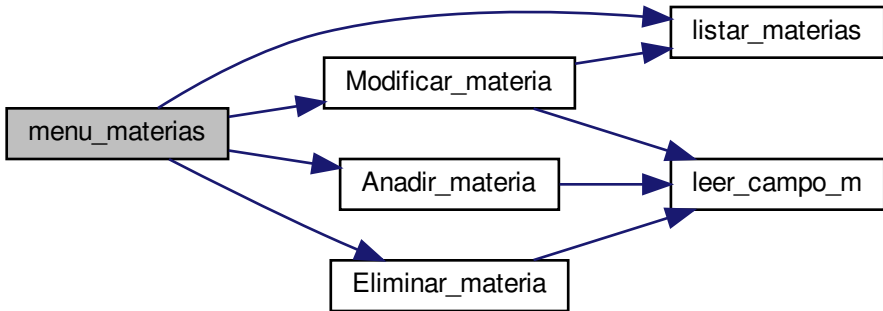 listar_materias
Modificar_materia
menu_materias
Anadir_materia
leer_campo_m
Eliminar_materia